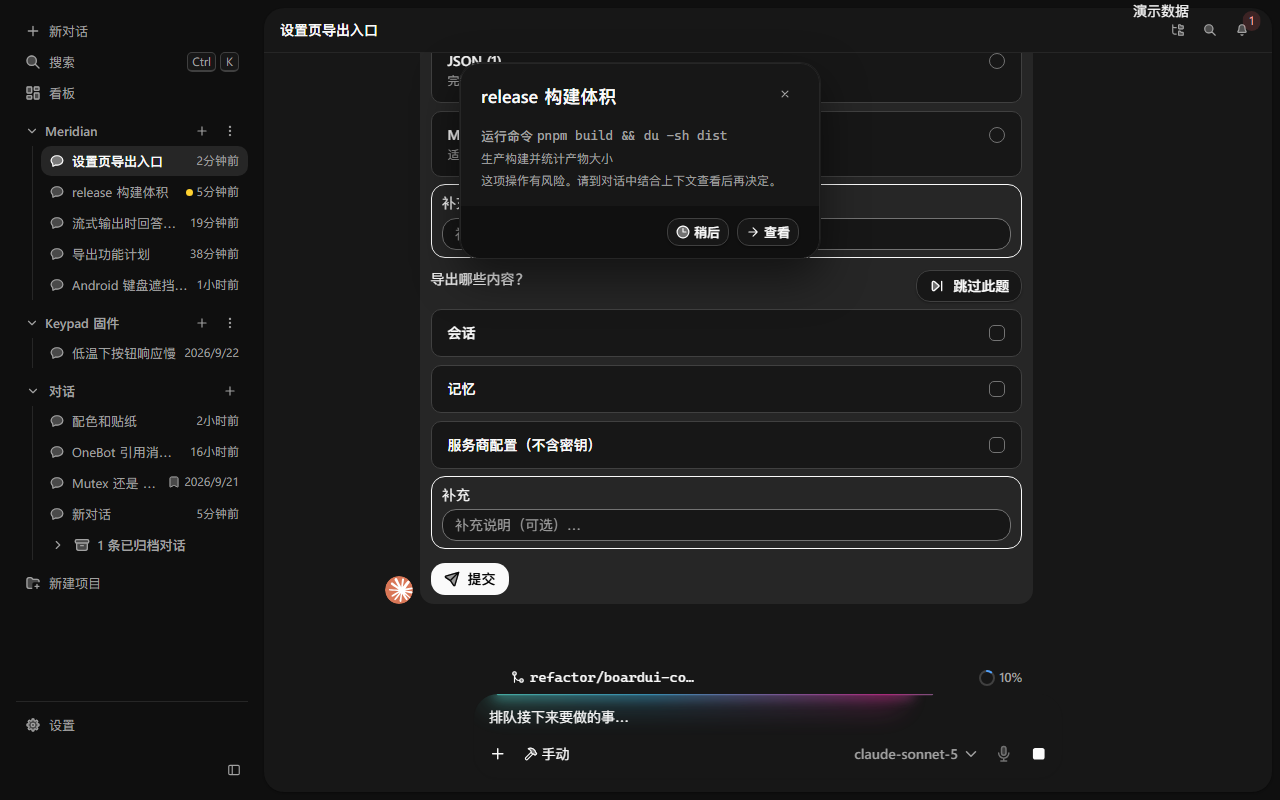 演示数据
新对话
搜索 Ctrl K
看板
Meridian
设置页导出入口 2分钟前
release 构建体积 5分钟前
流式输出时回答… 19分钟前
导出功能计划 38分钟前
Android 键盘遮挡… 1小时前
Keypad 固件
低温下按钮响应慢 2026/9/22
对话
配色和贴纸 2小时前
OneBot 引用消… 16小时前
Mutex 还是 … 2026/9/21
新对话 5分钟前
1 条已归档对话
新建项目
设置
设置页导出入口
1
release 构建体积
运行命令 pnpm build && du -sh dist
生产构建并统计产物大小
这项操作有风险。请到对话中结合上下文查看后再决定。
稍后
查看
导出哪些内容？
跳过此题
会话
记忆
服务商配置（不含密钥）
补充
补充说明（可选）…
提交
refactor/boardui-co… 10%
排队接下来要做的事…
手动
claude-sonnet-5